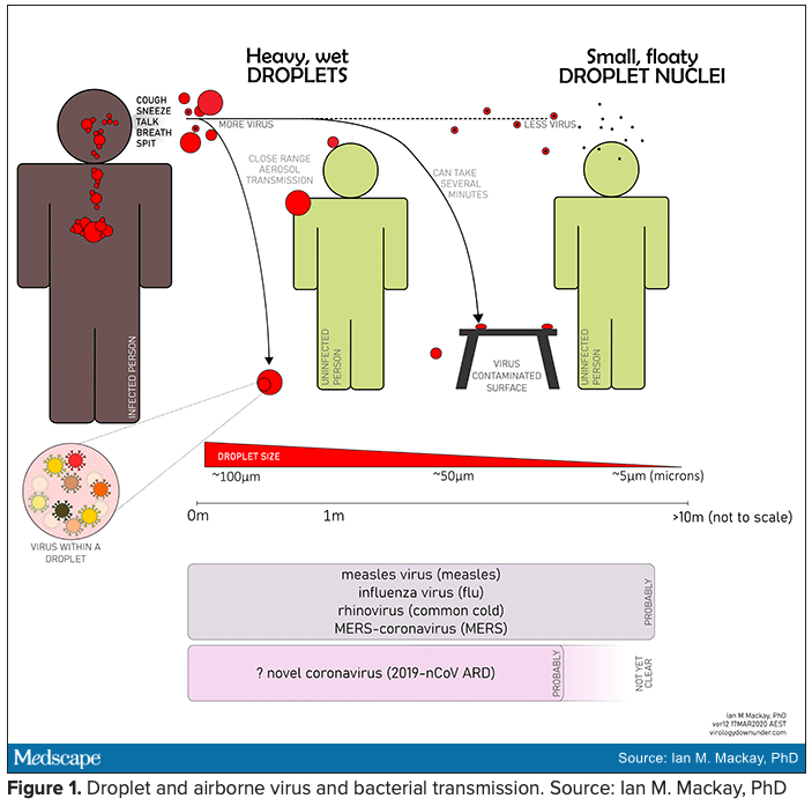 Heavy, wet
DROPLETS
Small, floaty
DROPLET NUCLEI
COUGH
SNEEZE
TALK
BREATH
SPIT
MORE VIRUS
LESS VIRUS
CLOSE RANGE
AEROSOL
TRANSMISSION
CAN TAKE
SEVERAL
MINUTES
INFECTED PERSON
UNINFECTED
PERSON
VIRUS
CONTAMINATED
SURFACE
UNINFECTED
PERSON
VIRUS WITHIN A
DROPLET
DROPLET SIZE
~100µm
~50µm
~5µm (microns)
0m
1m
>10m (not to scale)
measles virus (measles)
influenza virus (flu)
rhinovirus (common cold)
MERS-coronavirus (MERS)
PROBABLY
? novel coronavirus (2019-nCoV ARD)
PROBABLY
NOT YET
CLEAR
Ian M Mackay, PhD
ver12 17MAR2020 AEST
virologydownunder.com
Medscape
Source: Ian M. Mackay, PhD
Figure 1. Droplet and airborne virus and bacterial transmission. Source: Ian M. Mackay, PhD